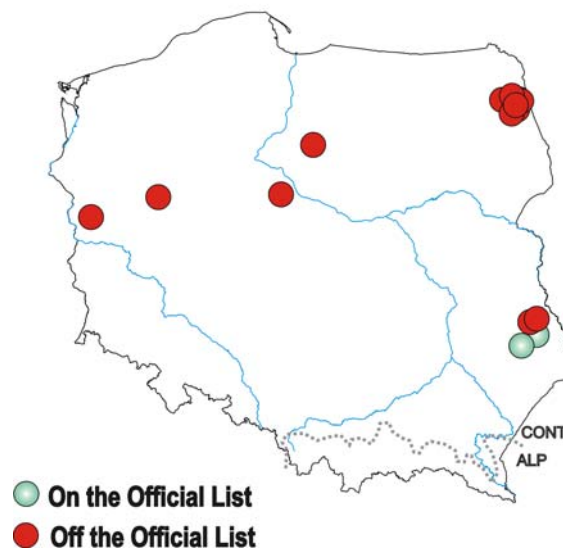 CONT
ALP
On the Official List
Off the Official List